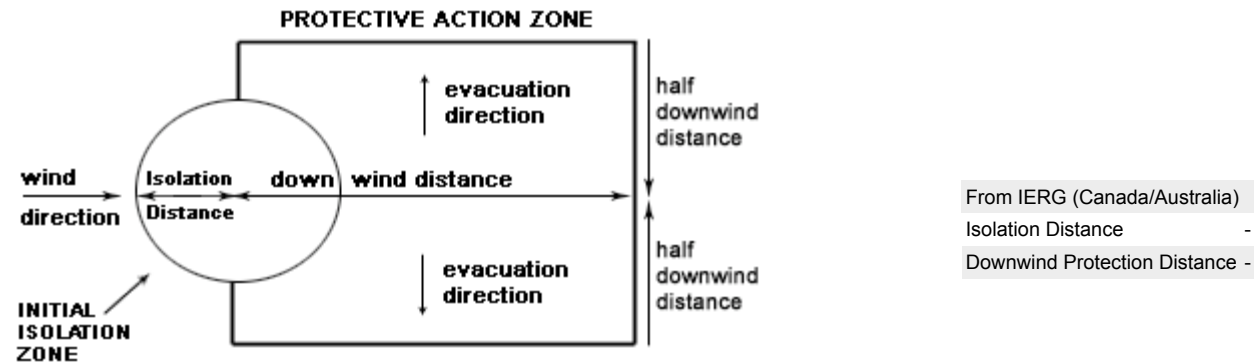 PROTECTIVE ACTION ZONE
evacuation
direction
half
downwind
distance
wind
direction
Isolation
Distance
down wind distance
evacuation
direction
half
downwind
distance
INITIAL
ISOLATION
ZONE
From IERG (Canada/Australia)
Isolation Distance -
Downwind Protection Distance -